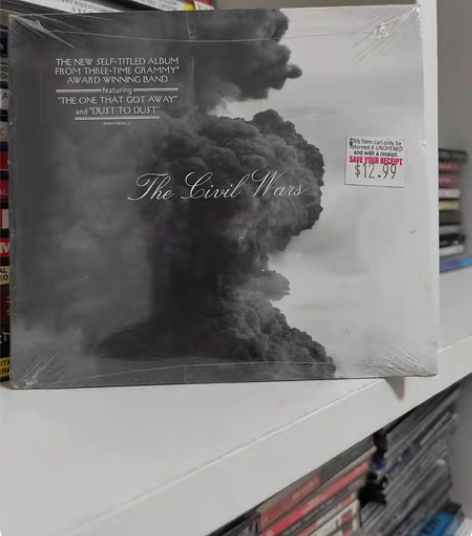 THE NEW SELF-TITLED ALBUM
FROM THREE-TIME GRAMMY®
AWARD WINNING BAND
featuring
"THE ONE THAT GOT AWAY"
and "DUST TO DUST"
The Civil Wars
This item can only be
returned if UNOPENED
and with a receipt.
SAVE YOUR RECEIPT
$12.99